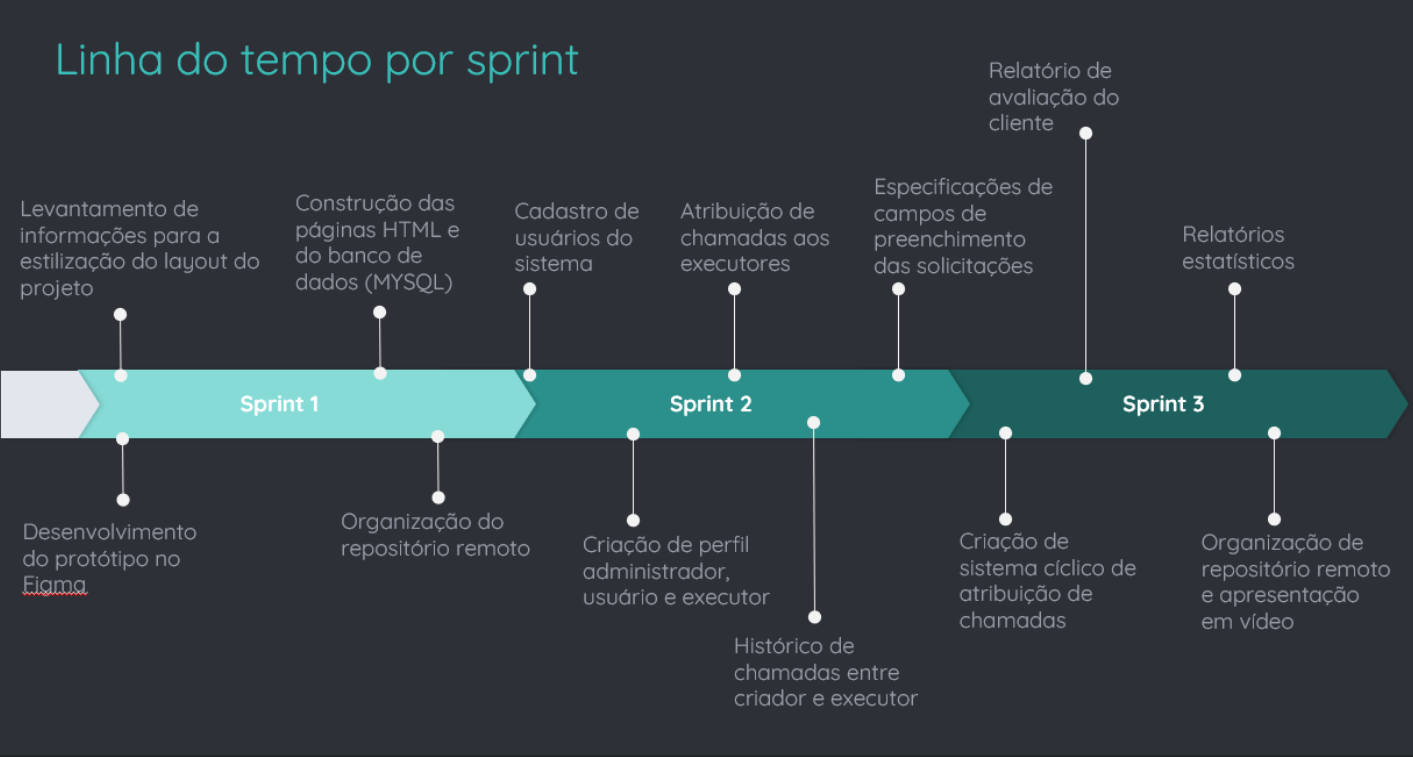 Linha do tempo por sprint
Relatório de
avaliação do
cliente
Levantamento de
informações para a
estilização do layout do
projeto
Construção das
páginas HTML e
do banco de
dados (MYSQL)
Cadastro de
usuários do
sistema
Atribuição de
chamadas aos
executores
Especificações de
campos de
preenchimento
das solicitações
Relatórios
estatísticos
Sprint 1
Sprint 2
Sprint 3
Desenvolvimento
do protótipo no
Figma
Organização do
repositório remoto
Criação de perfil
administrador,
usuário e executor
Histórico de
chamadas entre
criador e executor
Criação de
sistema cíclico de
atribuição de
chamadas
Organização de
repositório remoto
e apresentação
em vídeo